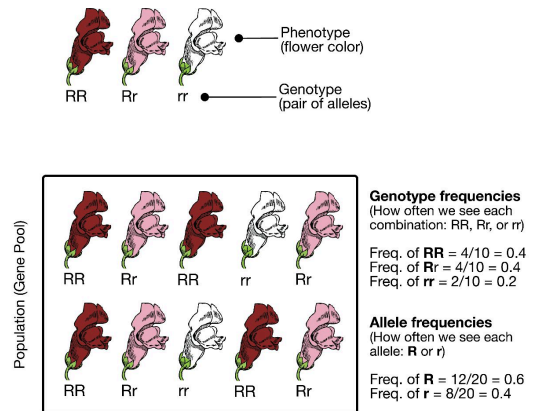 Phenotype
(flower color)
Genotype
(pair of alleles)
RR Rr rr
Population (Gene Pool)
RR Rr RR rr Rr
RR Rr rr RR Rr
Genotype frequencies
(How often we see each
combination: RR, Rr, or rr)
Freq. of RR = 4/10 = 0.4
Freq. of Rr = 4/10 = 0.4
Freq. of rr = 2/10 = 0.2
Allele frequencies
(How often we see each
allele: R or r)
Freq. of R = 12/20 = 0.6
Freq. of r = 8/20 = 0.4